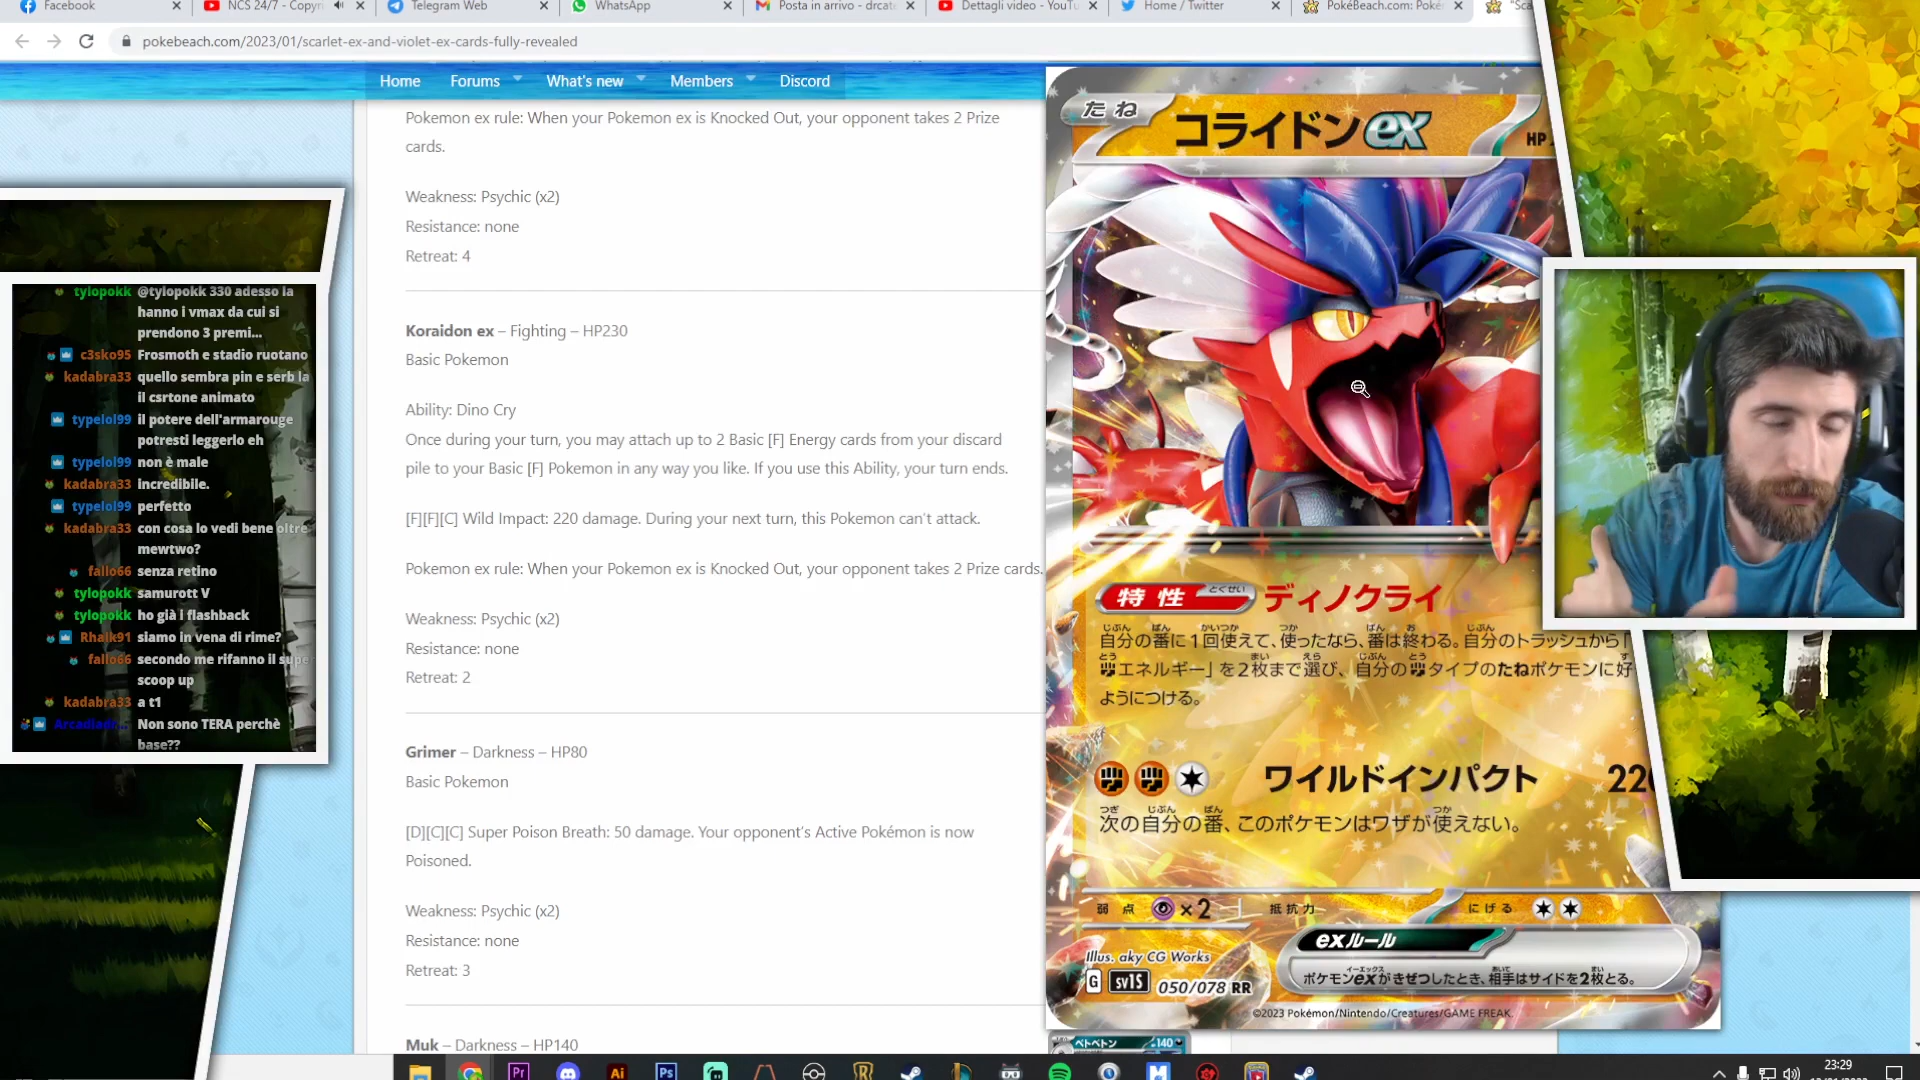 Facebook
NCS 24/7 - Copyri
Telegram Web
WhatsApp
Posta in arrivo - drcat
Dettagli video - YouTu
Home / Twitter
PokéBeach.com: Poké
"Sca
pokebeach.com/2023/01/scarlet-ex-and-violet-ex-cards-fully-revealed
Home
Forums
What's new
Members
Discord
Pokemon ex rule: When your Pokemon ex is Knocked Out, your opponent takes 2 Prize
cards.
Weakness: Psychic (x2)
Resistance: none
Retreat: 4
Koraidon ex – Fighting – HP230
Basic Pokemon
Ability: Dino Cry
Once during your turn, you may attach up to 2 Basic [F] Energy cards from your discard
pile to your Basic [F] Pokemon in any way you like. If you use this Ability, your turn ends.
[F][F][C] Wild Impact: 220 damage. During your next turn, this Pokemon can't attack.
Pokemon ex rule: When your Pokemon ex is Knocked Out, your opponent takes 2 Prize cards.
Weakness: Psychic (x2)
Resistance: none
Retreat: 2
Grimer – Darkness – HP80
Basic Pokemon
[D][C][C] Super Poison Breath: 50 damage. Your opponent's Active Pokémon is now
Poisoned.
Weakness: Psychic (x2)
Resistance: none
Retreat: 3
Muk – Darkness – HP140
tylopokk @tylopokk 330 adesso la
hanno i vmax da cui si
prendono 3 premi...
c3sko95 Frosmoth e stadio ruotano
kadabra33 quello sembra pin e serb la
il csrtone animato
typelol99 il potere dell'armarouge
potresti leggerlo eh
typelol99 non è male
kadabra33 incredibile.
typelol99 perfetto
kadabra33 con cosa lo vedi bene oltre
mewtwo?
fallo66 senza retino
tylopokk samurott V
tylopokk ho già i flashback
Rhalk91 siamo in vena di rime?
fallo66 secondo me rifanno il supe
scoop up
kadabra33 a t1
Non sono TERA perchè
base??
たね
コライドンex
HP
特性 とくせい ディノクライ
自分の番に1回使えて、使ったなら、番は終わる。自分のトラッシュから「
エネルギー」を2枚まで選び、自分の タイプのたねポケモンに好
ようにつける。
ワイルドインパクト 220
次の自分の番、このポケモンはワザが使えない。
弱点 ×2 抵抗力 にげる
exルール
ポケモンexがきぜつしたとき、相手はサイドを2枚とる。
Illus. aky CG Works
G sv1S 050/078 RR
©2023 Pokémon/Nintendo/Creatures/GAME FREAK.
ベトベトン 140
Pr
Ai
Ps
23:29